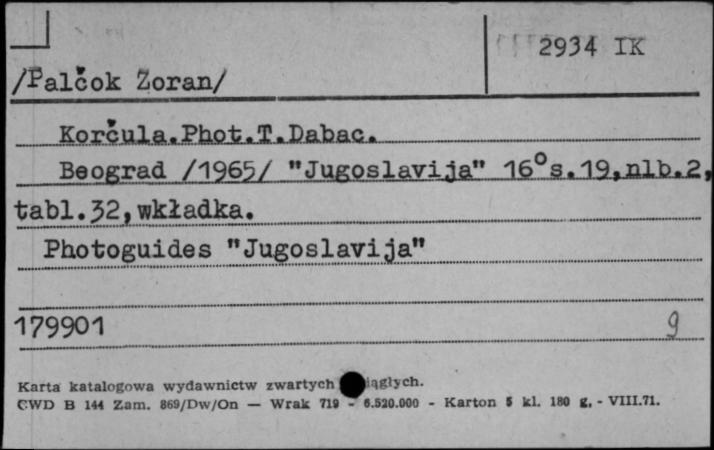 2934 IK
/Palčok Zoran/
Korčula.Phot.T.Dabac.
Beograd /1965/ "Jugoslavija" 16°s.19,nlb.2,
tabl.32,wkładka.
Photoguides "Jugoslavija"
179901 9
Karta katalogowa wydawnictw zwartych
CWD B 144 Zam. 869/Dw/On — Wrak 719 - 6.520.000 - Karton 5 kl. 180 g. - VIII.71.